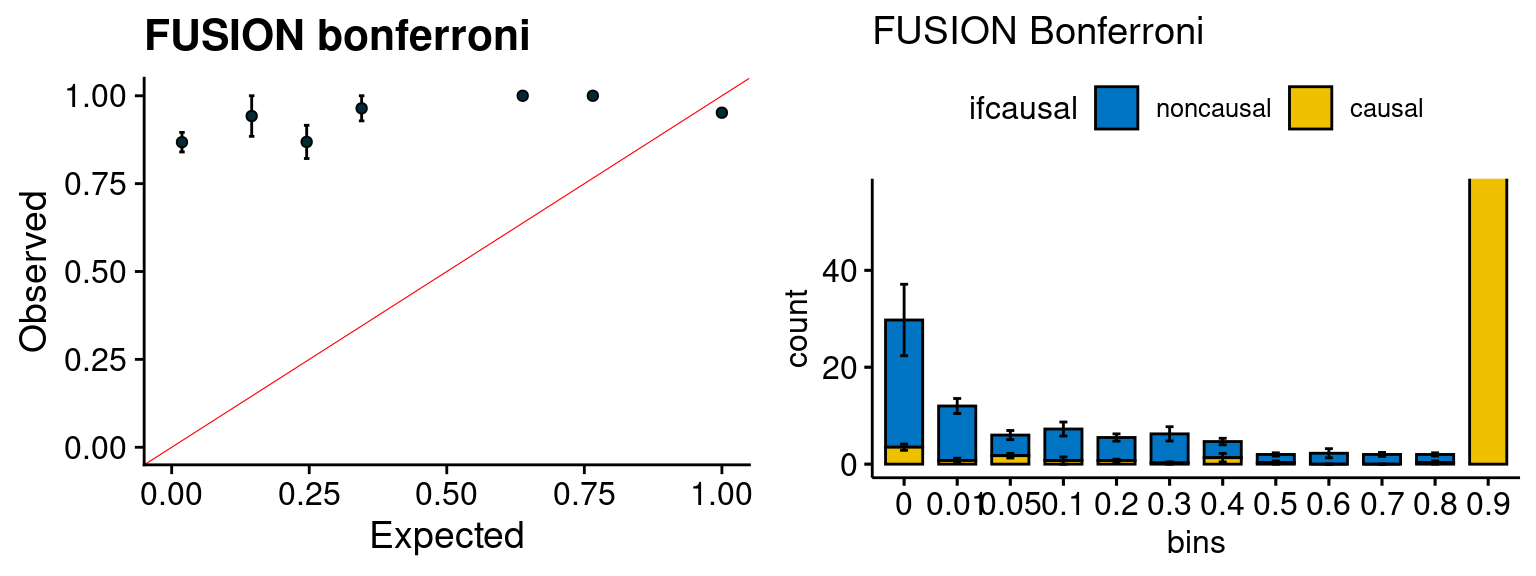 FUSION bonferroni
Observed
1.00
0.75
0.50
0.25
0.00
0.00 0.25 0.50 0.75 1.00
Expected
FUSION Bonferroni
ifcausal noncausal causal
count
40
20
0
0 0.01 0.05 0.1 0.2 0.3 0.4 0.5 0.6 0.7 0.8 0.9
bins